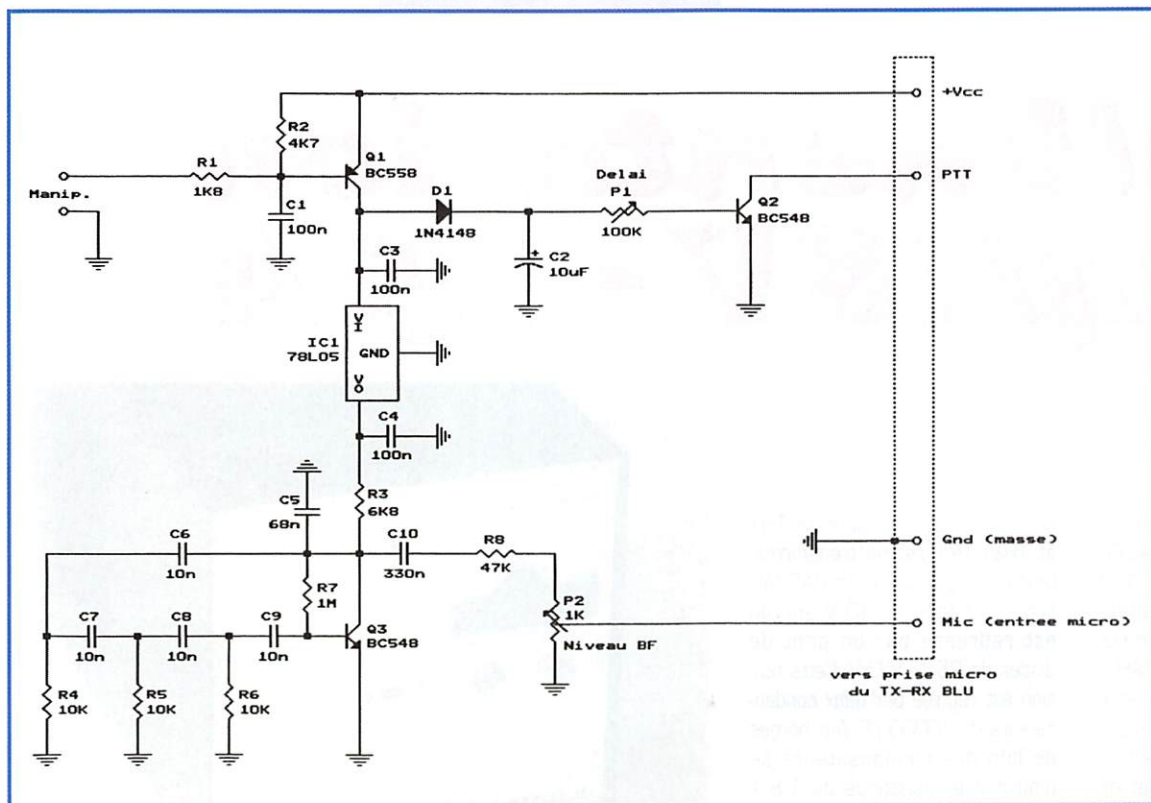 +Vcc
R2
4K7
R1
1K8
Q1
BC558
Manip.
C1
100n
D1
1N4148
Delai
P1
100K
PTT
Q2
BC548
C2
+
10uF
C3
100n
VI
IC1
78L05
GND
VO
C4
100n
R3
6K8
C5
68n
C6
10n
C10
330n
R8
47K
Gnd (masse)
R7
1M
P2
1K
Mic (entree micro)
C7
10n
C8
10n
C9
10n
Q3
BC548
Niveau BF
R4
10K
R5
10K
R6
10K
vers prise micro
du TX-RX BLU